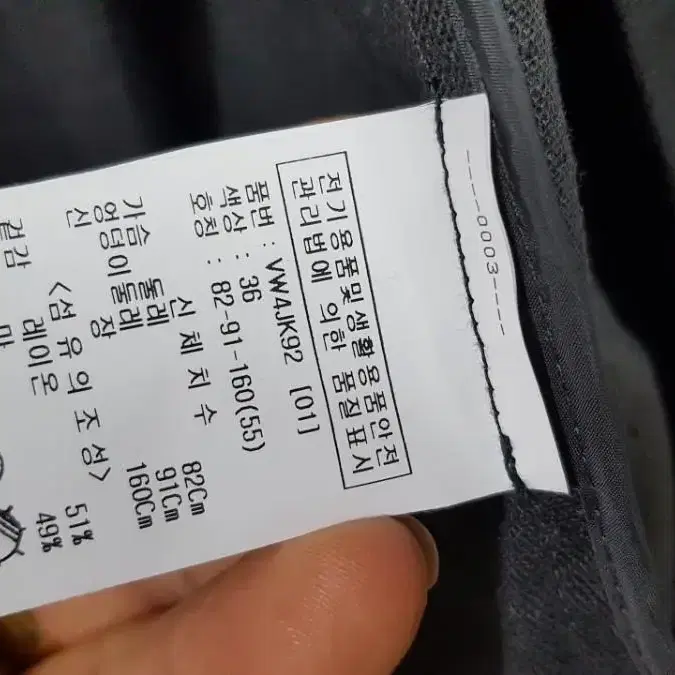 ----0003----
전기용품및생활용품안전
관리법에 의한 품질표시
품번 : VW4JK92 [01]
색상 : 36
호칭 : 82-91-160(55)
신 체 치 수
가슴 둘레 82Cm
엉덩이둘레 91Cm
신 장 160Cm
<섬 유 의 조 성>
겉감 레이온 51%
마 49%